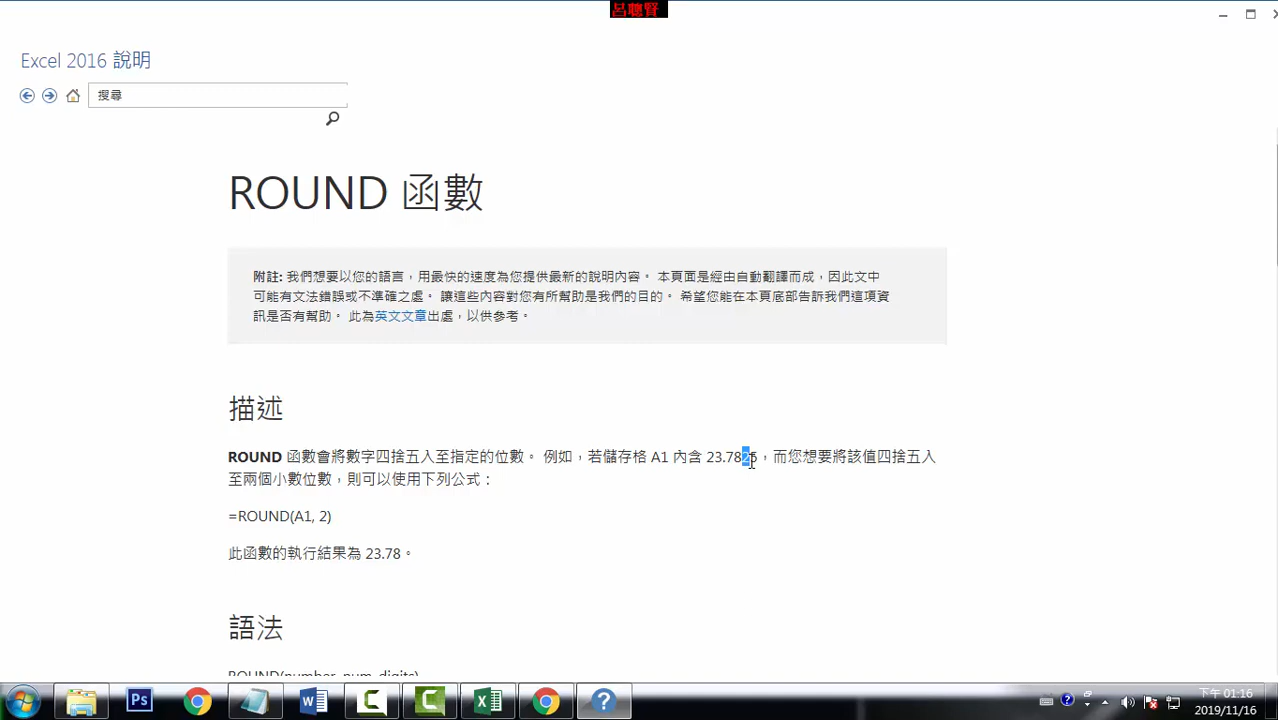 呂聰賢
Excel 2016 說明
搜尋
ROUND 函數
附註: 我們想要以您的語言，用最快的速度為您提供最新的說明內容。 本頁面是經由自動翻譯而成，因此文中
可能有文法錯誤或不準確之處。 讓這些內容對您有所幫助是我們的目的。 希望您能在本頁底部告訴我們這項資
訊是否有幫助。 此為英文文章出處，以供參考。
描述
ROUND 函數會將數字四捨五入至指定的位數。 例如，若儲存格 A1 內含 23.7825，而您想要將該值四捨五入
至兩個小數位數，則可以使用下列公式：
=ROUND(A1, 2)
此函數的執行結果為 23.78。
語法
ROUND(number, num_digits)
下午 01:16
2019/11/16